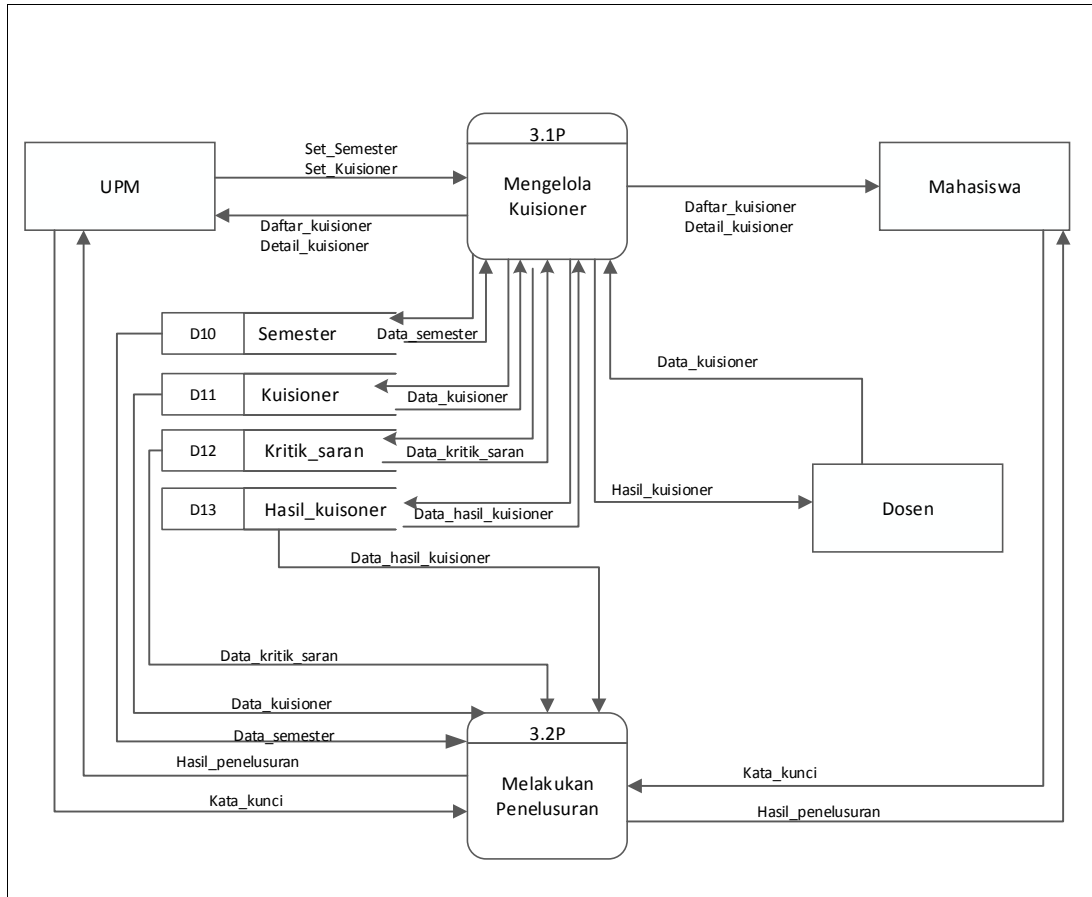 3.1P
Set_Semester
Set_Kuisioner
UPM
Mengelola
Kuisioner
Mahasiswa
Daftar_kuisioner
Detail_kuisioner
Daftar_kuisioner
Detail_kuisioner
D10
Semester
Data_semester
Data_kuisioner
D11
Kuisioner
Data_kuisioner
D12
Kritik_saran
Data_kritik_saran
D13
Hasil_kuisoner
Data_hasil_kuisioner
Hasil_kuisioner
Dosen
Data_hasil_kuisioner
Data_kritik_saran
Data_kuisioner
Data_semester
3.2P
Hasil_penelusuran
Melakukan
Penelusuran
Kata_kunci
Kata_kunci
Hasil_penelusuran